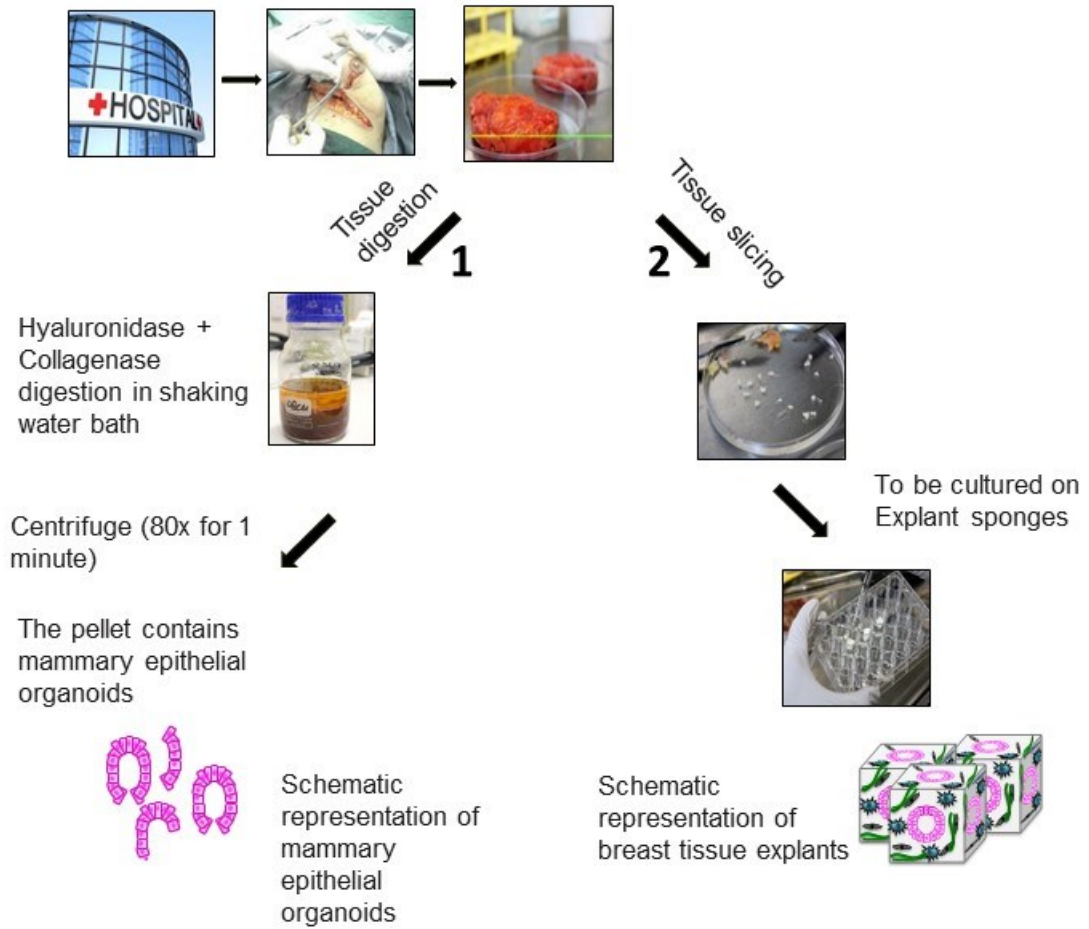 +HOSPITAL
Tissue
digestion
1
2
Tissue slicing
Hyaluronidase +
Collagenase
digestion in shaking
water bath
To be cultured on
Explant sponges
Centrifuge (80x for 1
minute)
The pellet contains
mammary epithelial
organoids
Schematic
representation of
mammary
epithelial
organoids
Schematic
representation of
breast tissue explants